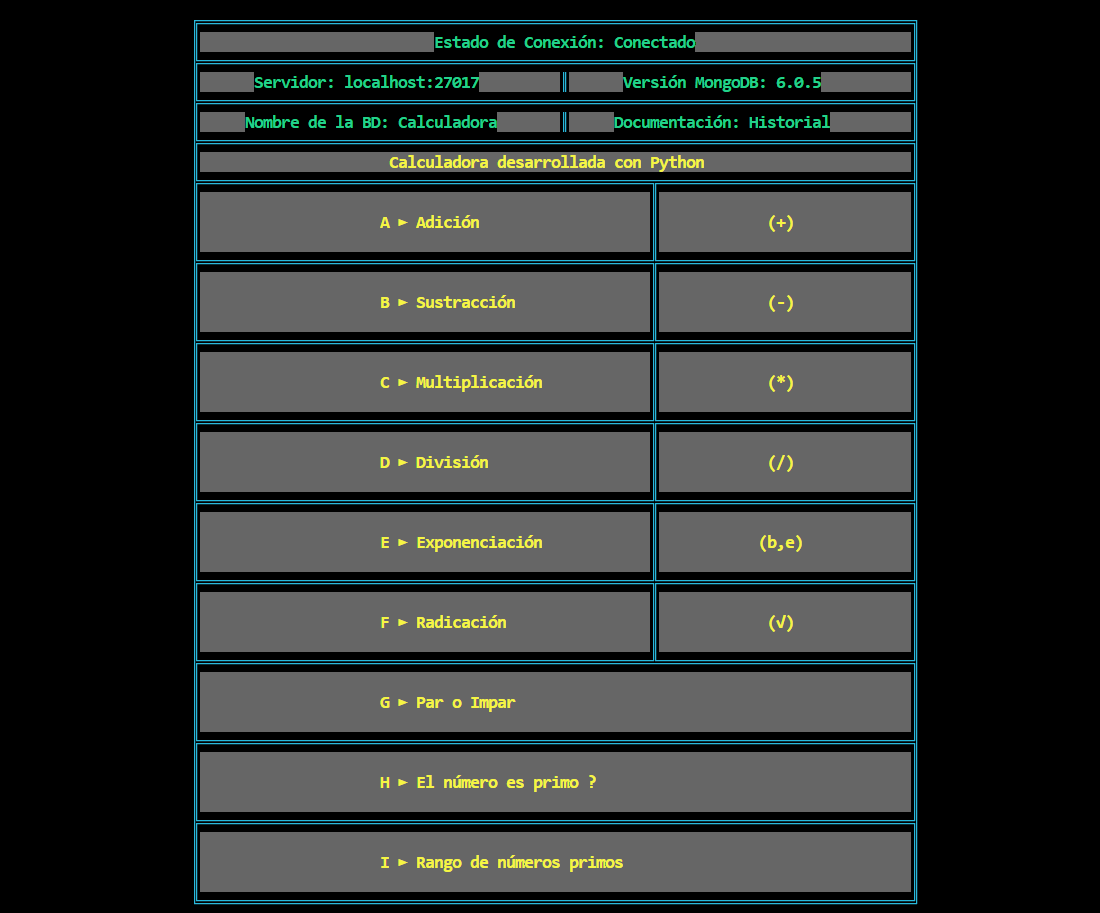 Estado de Conexión: Conectado
Servidor: localhost:27017 Versión MongoDB: 6.0.5
Nombre de la BD: Calculadora Documentación: Historial
Calculadora desarrollada con Python
A ► Adición (+)
B ► Sustracción (-)
C ► Multiplicación (*)
D ► División (/)
E ► Exponenciación (b,e)
F ► Radicación (√)
G ► Par o Impar
H ► El número es primo ?
I ► Rango de números primos